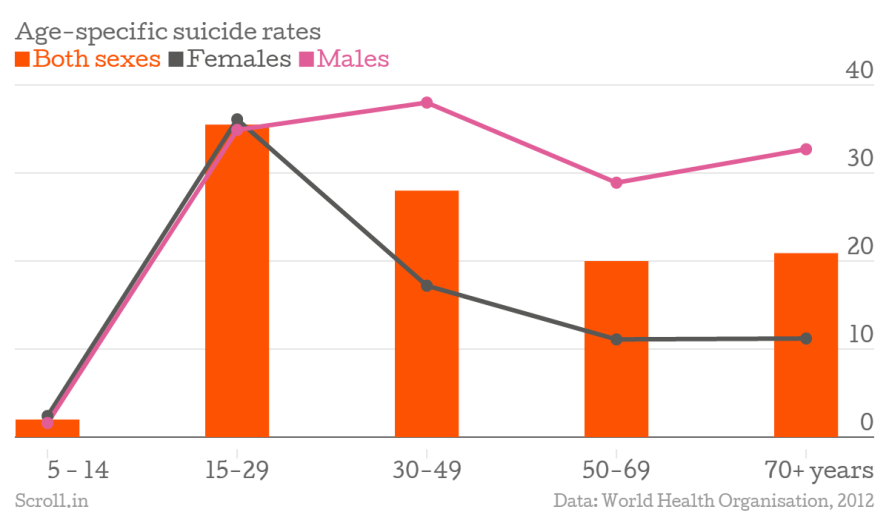 Age-specific suicide rates
Both sexes Females Males
40
30
20
10
0
5 - 14 15-29 30-49 50-69 70+ years
Scroll.in Data: World Health Organisation, 2012